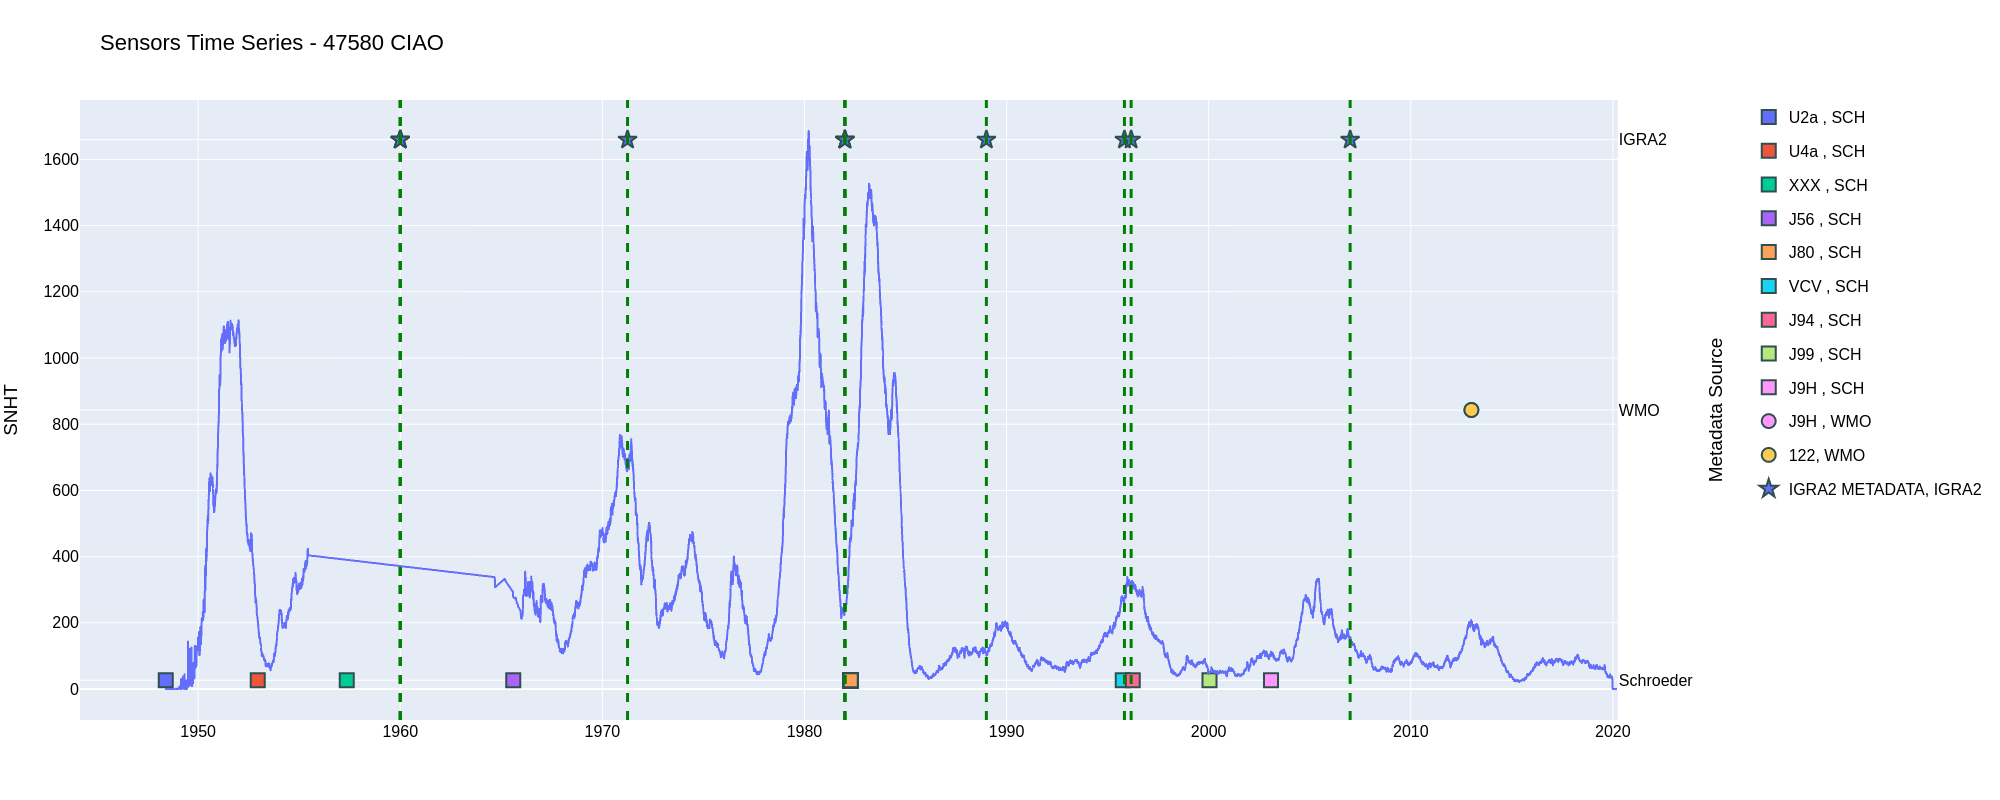 Sensors Time Series - 47580 CIAO
SNHT
1600
1400
1200
1000
800
600
400
200
0
1950
1960
1970
1980
1990
2000
2010
2020
IGRA2
WMO
Schroeder
Metadata Source
U2a , SCH
U4a , SCH
XXX , SCH
J56 , SCH
J80 , SCH
VCV , SCH
J94 , SCH
J99 , SCH
J9H , SCH
J9H , WMO
122, WMO
IGRA2 METADATA, IGRA2